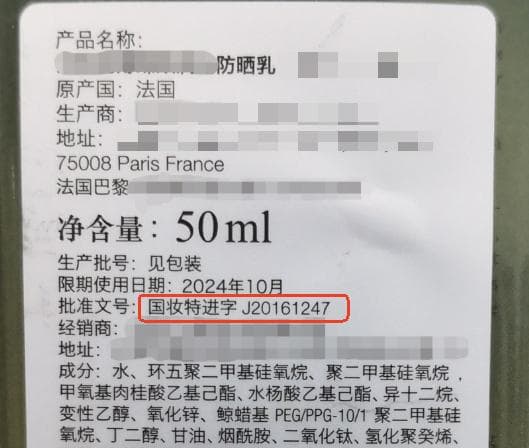 产品名称:
防晒乳
原产国: 法国
生产商:
地址:
75008 Paris France
法国巴黎
净含量: 50ml
生产批号: 见包装
限期使用日期: 2024年10月
批准文号: 国妆特进字 J20161247
经销商:
地址:
成分: 水、环五聚二甲基硅氧烷、聚二甲基硅氧烷,
甲氧基肉桂酸乙基己酯、水杨酸乙基己酯、异十二烷、
变性乙醇、氧化锌、鲸蜡基 PEG/PPG-10/1 聚二甲基硅
氧烷、丁二醇、甘油、烟酰胺、二氧化钛、氢化聚癸烯、